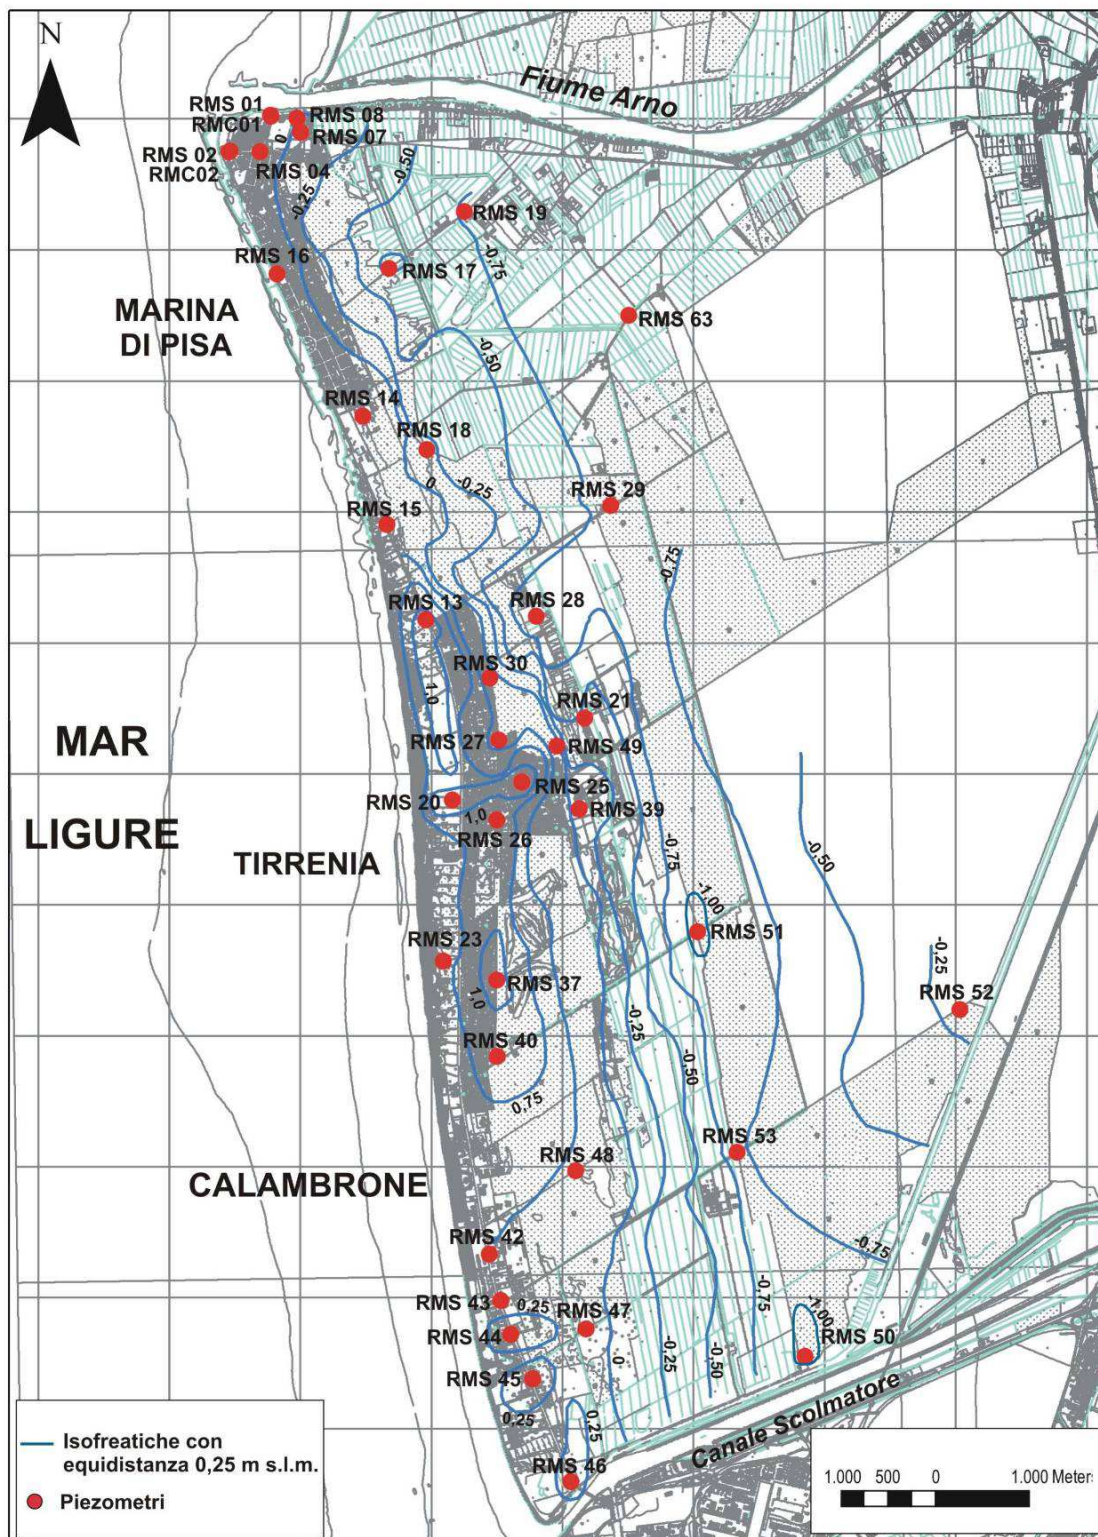 N
Fiume Arno
RMS 01
RMC01
RMS 08
RMS 07
0
RMS 02
RMC02
RMS 04
-0,50
-0,25
RMS 19
RMS 16
RMS 17
-0,75
MARINA
DI PISA
RMS 63
-0,50
RMS 14
RMS 18
0
-0,25
RMS 29
RMS 15
-0,75
RMS 13
RMS 28
RMS 30
1,0
RMS 21
MAR
LIGURE
RMS 27
RMS 49
RMS 25
RMS 20
1,0
RMS 39
RMS 26
TIRRENIA
-0,75
-0,50
-1,00
RMS 51
RMS 23
-0,25
RMS 37
1,0
RMS 52
-0,25
RMS 40
-0,50
0,75
RMS 53
RMS 48
CALAMBRONE
RMS 42
-0,75
RMS 43
0,25
RMS 47
-0,75
-1,00
RMS 44
RMS 50
0
-0,25
-0,50
RMS 45
0,25
0,25
Canale Scolmatore
RMS 46
Isofreatiche con
equidistanza 0,25 m s.l.m.
Piezometri
1.000 500 0 1.000 Meters